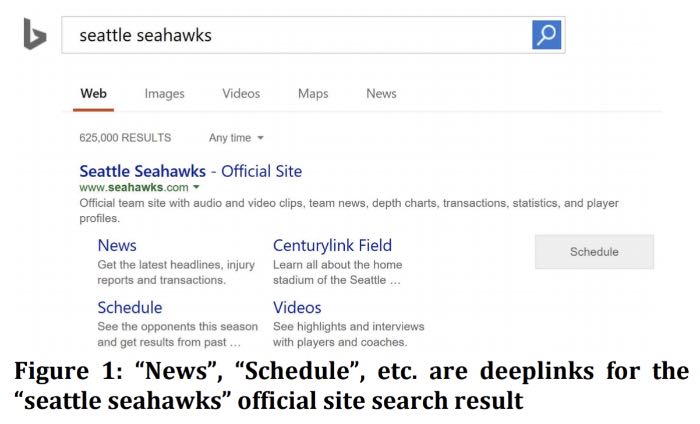 seattle seahawks
Web Images Videos Maps News
625,000 RESULTS Any time
Seattle Seahawks - Official Site
www.seahawks.com
Official team site with audio and video clips, team news, depth charts, transactions, statistics, and player
profiles.
News
Get the latest headlines, injury
reports and transactions.
Centurylink Field
Learn all about the home
stadium of the Seattle ...
Schedule
Schedule
See the opponents this season
and get results from past ...
Videos
See highlights and interviews
with players and coaches.
Figure 1: “News”, “Schedule”, etc. are deeplinks for the
“seattle seahawks” official site search result